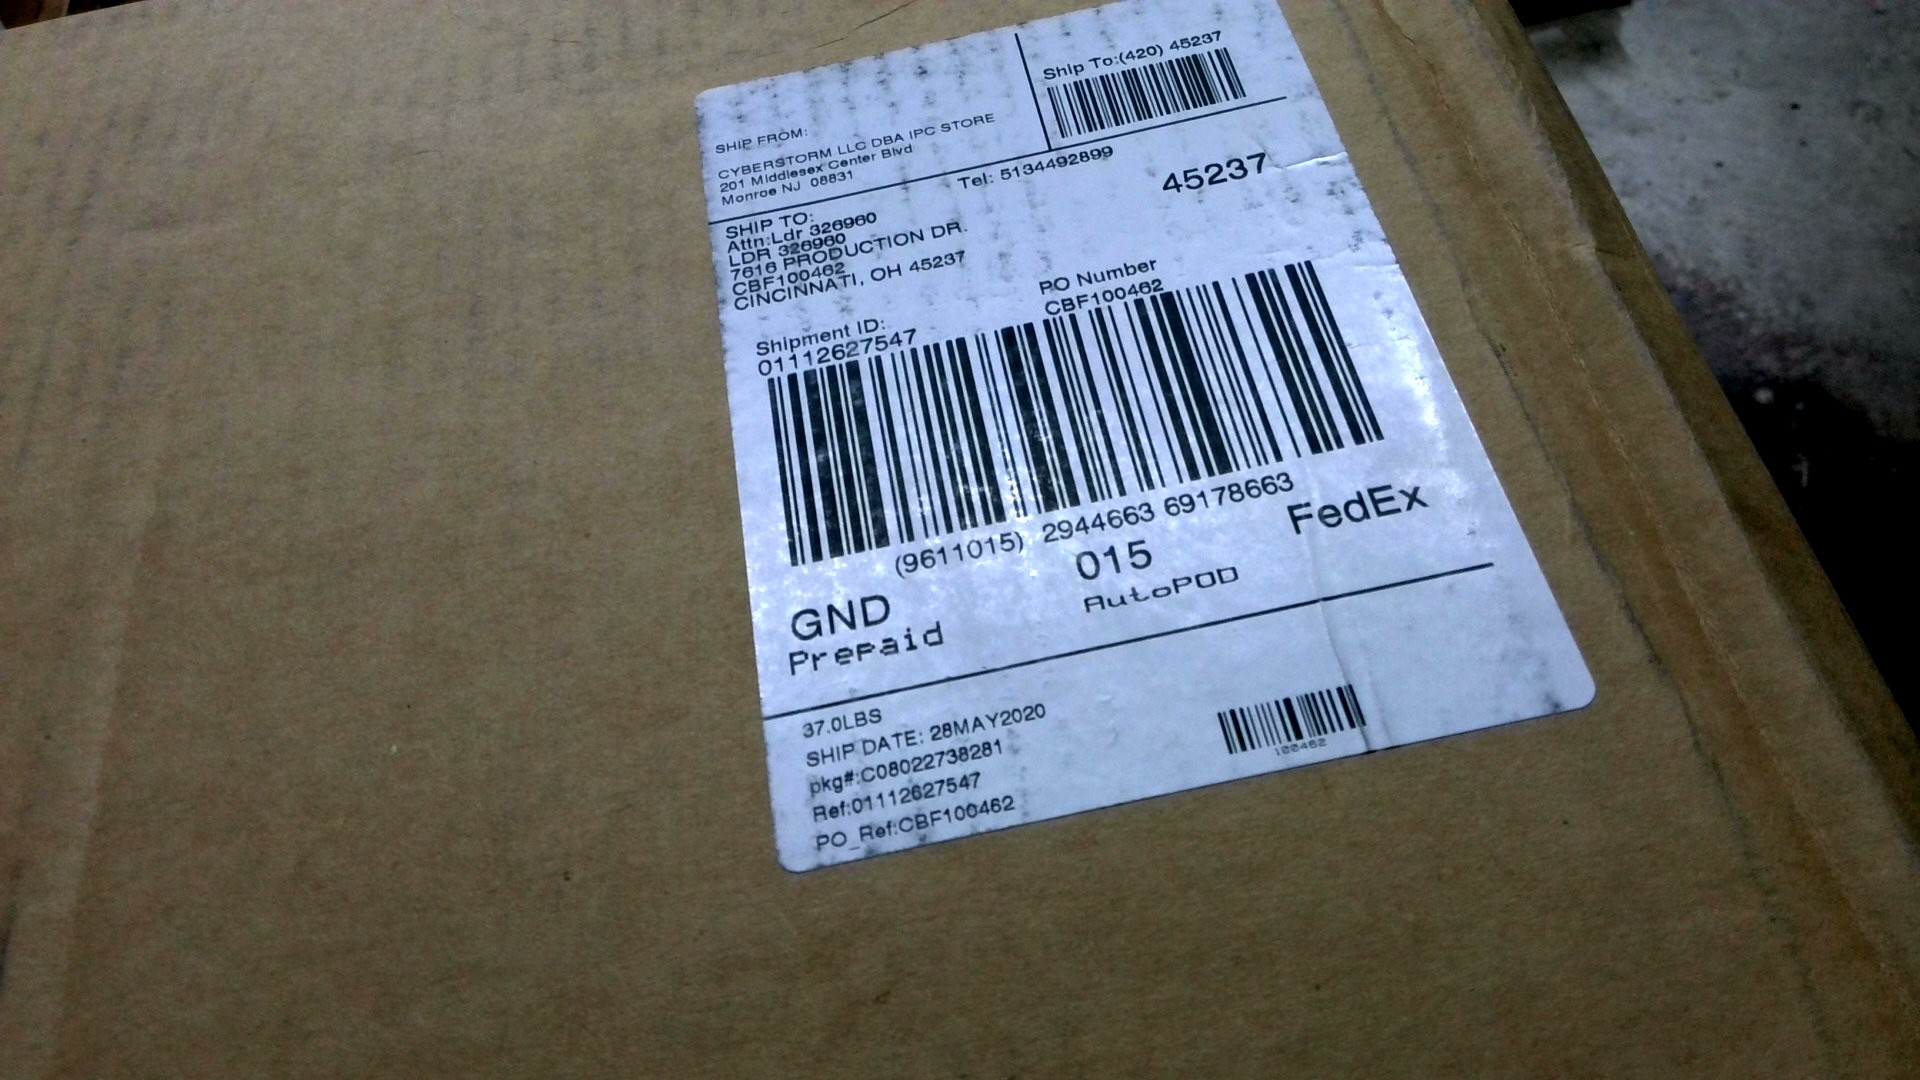 SHIP FROM:
CYBERSTORM LLC DBA IPC STORE
201 Middlesex Center Blvd
Monroe NJ 08831
Ship To:(420) 45237
Tel: 5134492899
45237
SHIP TO:
Attn:Ldr 326960
LDR 326960
7616 PRODUCTION DR.
CBF100462
CINCINNATI, OH 45237
PO Number
CBF100462
Shipment ID:
01112627547
(9611015) 2944663 69178663
015
FedEx
AutoPOD
GND
Prepaid
37.0LBS
SHIP DATE: 28MAY2020
pkg#:C08022738281
Ref:01112627547
PO_Ref:CBF100462
100462